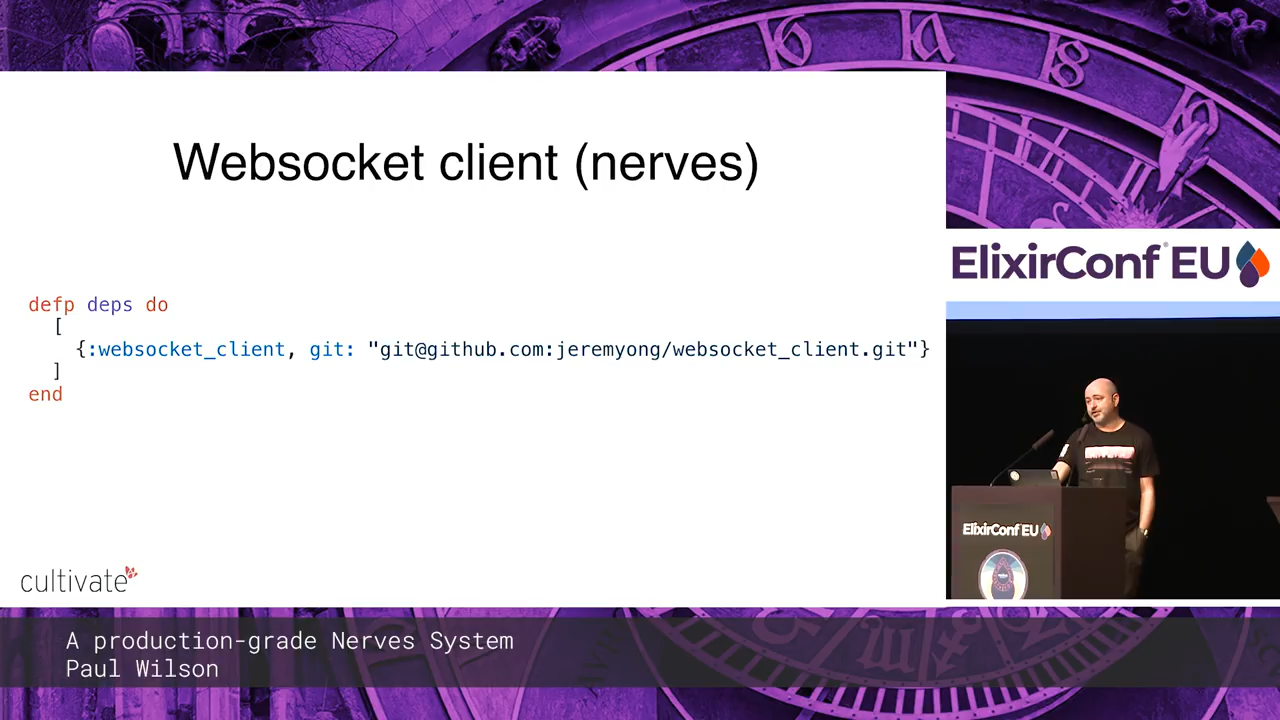 Websocket client (nerves)
defp deps do
[
{:websocket_client, git: "git@github.com:jeremyong/websocket_client.git"}
]
end
cultivate
ElixirConf® EU
ElixirConf EU
A production-grade Nerves System
Paul Wilson